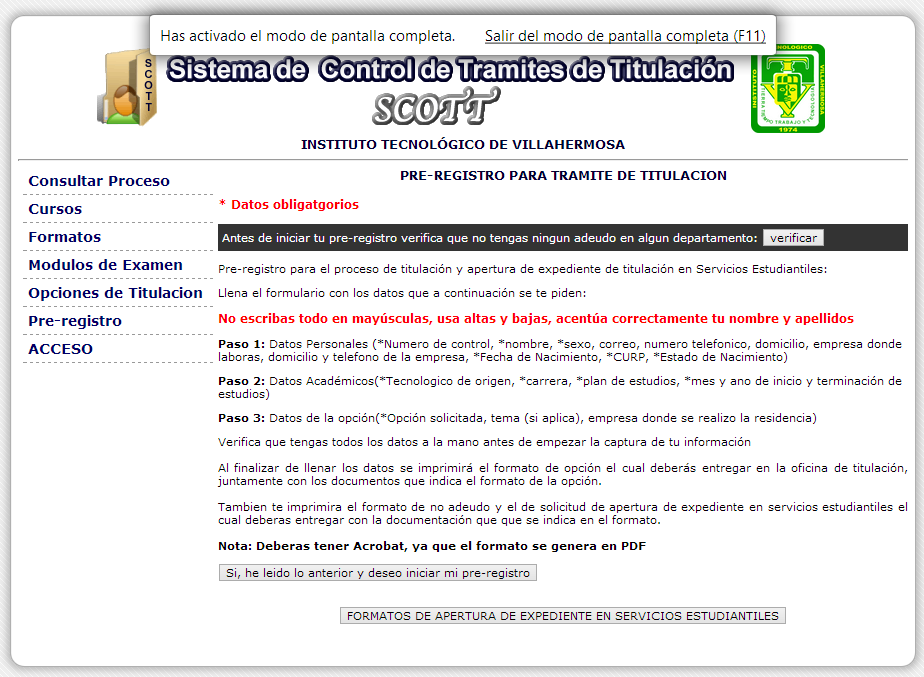 Has activado el modo de pantalla completa. Salir del modo de pantalla completa (F11)
SCOTT
Sistema de Control de Tramites de Titulación
SCOTT
INSTITUTO TECNOLÓGICO DE VILLAHERMOSA
VILLAHERMOSA
INSTITUTO
TIERRA TIEMPO TRABAJO Y TECNOLOGIA
1974
Consultar Proceso
Cursos
Formatos
Modulos de Examen
Opciones de Titulacion
Pre-registro
ACCESO
PRE-REGISTRO PARA TRAMITE DE TITULACION
* Datos obligatgorios
Antes de iniciar tu pre-registro verifica que no tengas ningun adeudo en algun departamento: verificar
Pre-registro para el proceso de titulación y apertura de expediente de titulación en Servicios Estudiantiles:
Llena el formulario con los datos que a continuación se te piden:
No escribas todo en mayúsculas, usa altas y bajas, acentúa correctamente tu nombre y apellidos
Paso 1: Datos Personales (*Numero de control, *nombre, *sexo, correo, numero telefonico, domicilio, empresa donde
laboras, domicilio y telefono de la empresa, *Fecha de Nacimiento, *CURP, *Estado de Nacimiento)
Paso 2: Datos Académicos(*Tecnologico de origen, *carrera, *plan de estudios, *mes y ano de inicio y terminación de
estudios)
Paso 3: Datos de la opción(*Opción solicitada, tema (si aplica), empresa donde se realizo la residencia)
Verifica que tengas todos los datos a la mano antes de empezar la captura de tu información
Al finalizar de llenar los datos se imprimirá el formato de opción el cual deberás entregar en la oficina de titulación,
juntamente con los documentos que indica el formato de la opción.
Tambien te imprimira el formato de no adeudo y el de solicitud de apertura de expediente en servicios estudiantiles el
cual deberas entregar con la documentación que que se indica en el formato.
Nota: Deberas tener Acrobat, ya que el formato se genera en PDF
Si, he leido lo anterior y deseo iniciar mi pre-registro
FORMATOS DE APERTURA DE EXPEDIENTE EN SERVICIOS ESTUDIANTILES